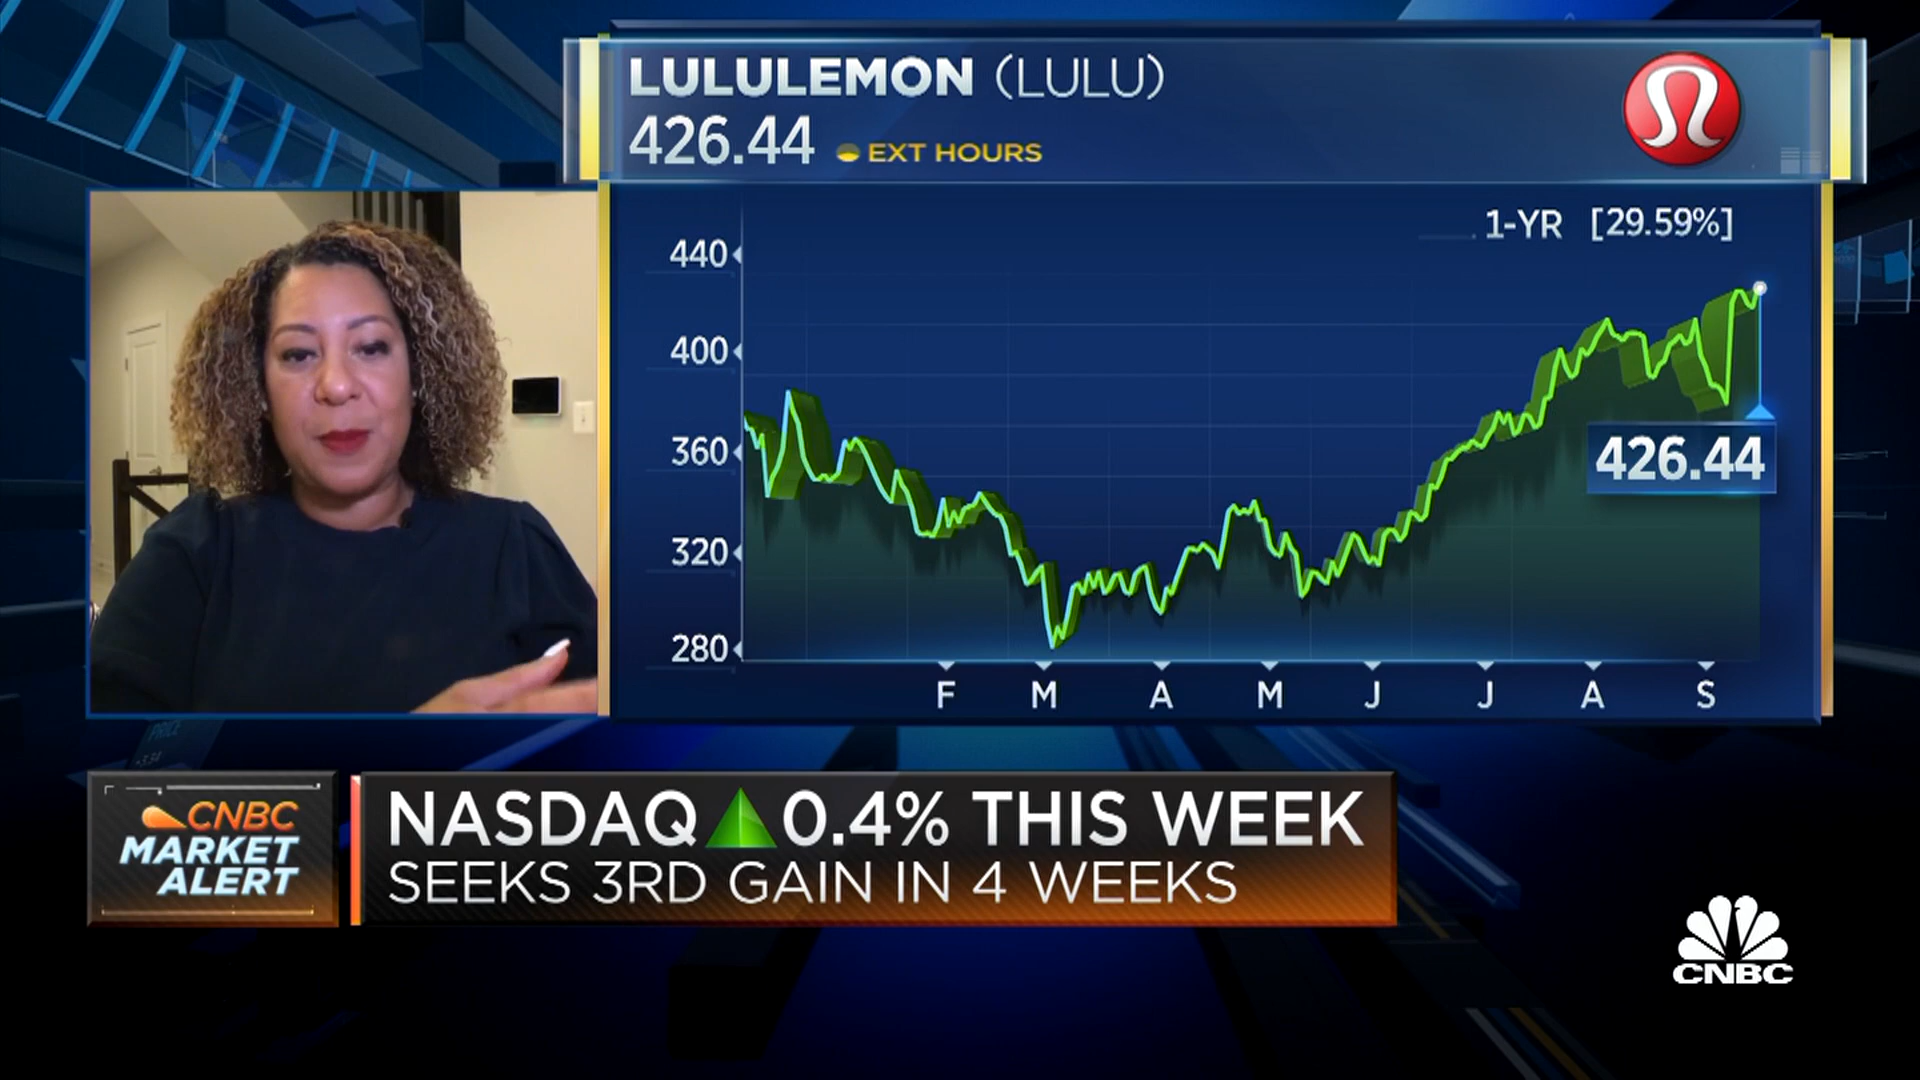 LULULEMON (LULU)
426.44 EXT HOURS
1-YR [29.59%]
440
400
360
320
280
426.44
F M A M J J A S
PRICE
CNBC
MARKET
ALERT
NASDAQ 0.4% THIS WEEK
SEEKS 3RD GAIN IN 4 WEEKS
CNBC